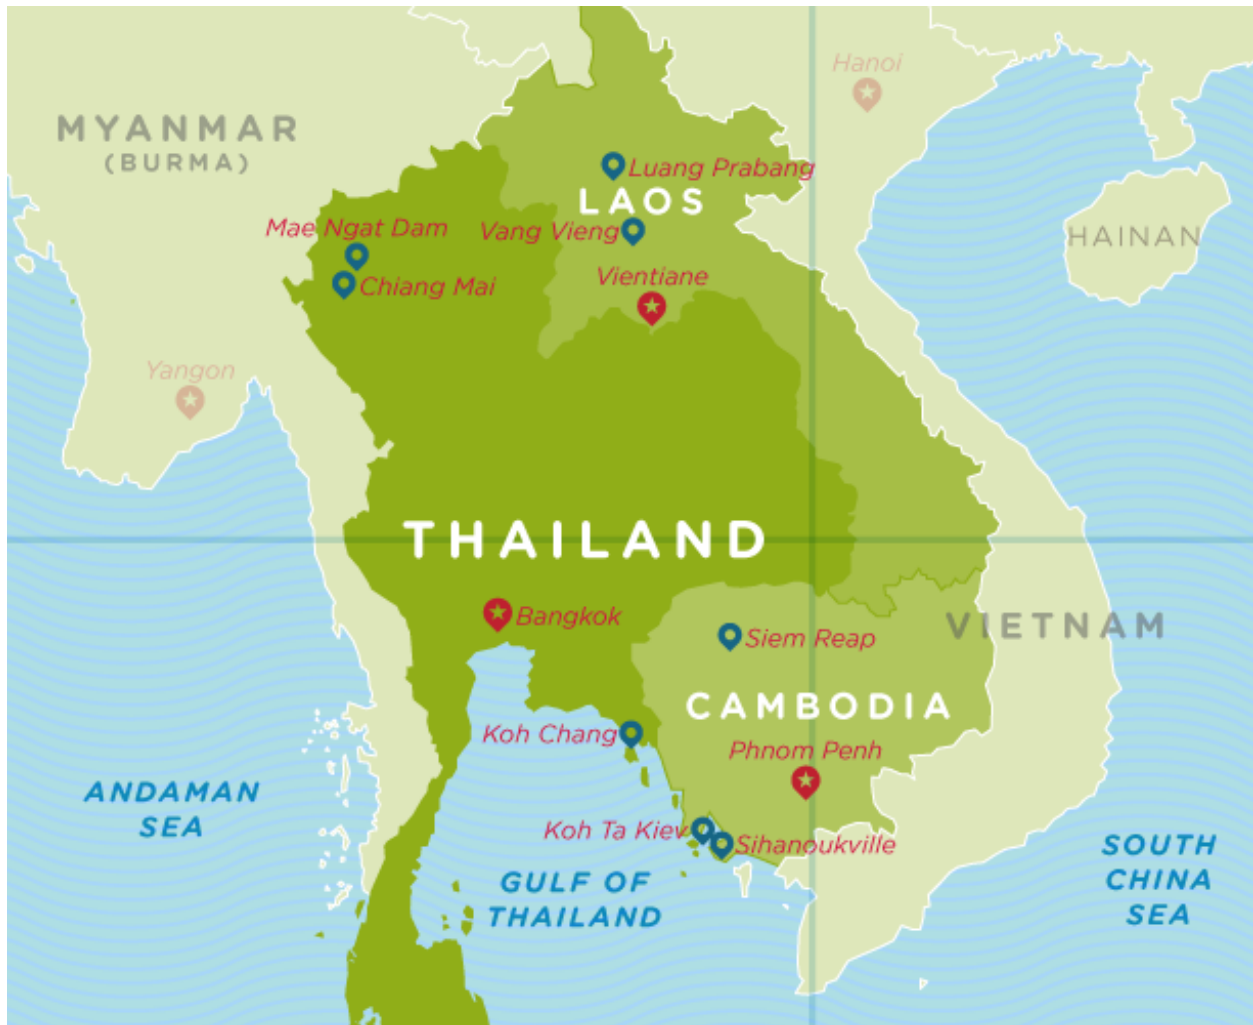 Hanoi
MYANMAR
(BURMA)
Luang Prabang
LAOS
Mae Ngat Dam
Vang Vieng
HAINAN
Vientiane
Chiang Mai
Yangon
THAILAND
Bangkok
VIETNAM
Siem Reap
CAMBODIA
Koh Chang
Phnom Penh
ANDAMAN
SEA
Koh Ta Kiev
Sihanoukville
SOUTH
CHINA
SEA
GULF OF
THAILAND